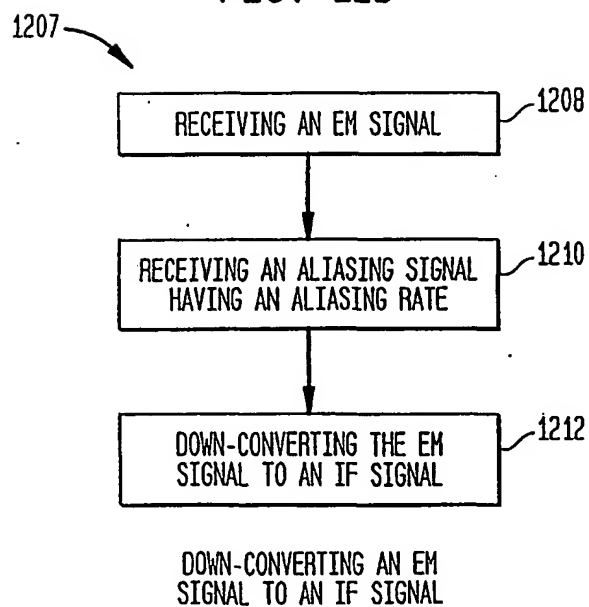 1207
RECEIVING AN EM SIGNAL
1208
RECEIVING AN ALIASING SIGNAL
HAVING AN ALIASING RATE
1210
DOWN-CONVERTING THE EM
SIGNAL TO AN IF SIGNAL
1212
DOWN-CONVERTING AN EM
SIGNAL TO AN IF SIGNAL